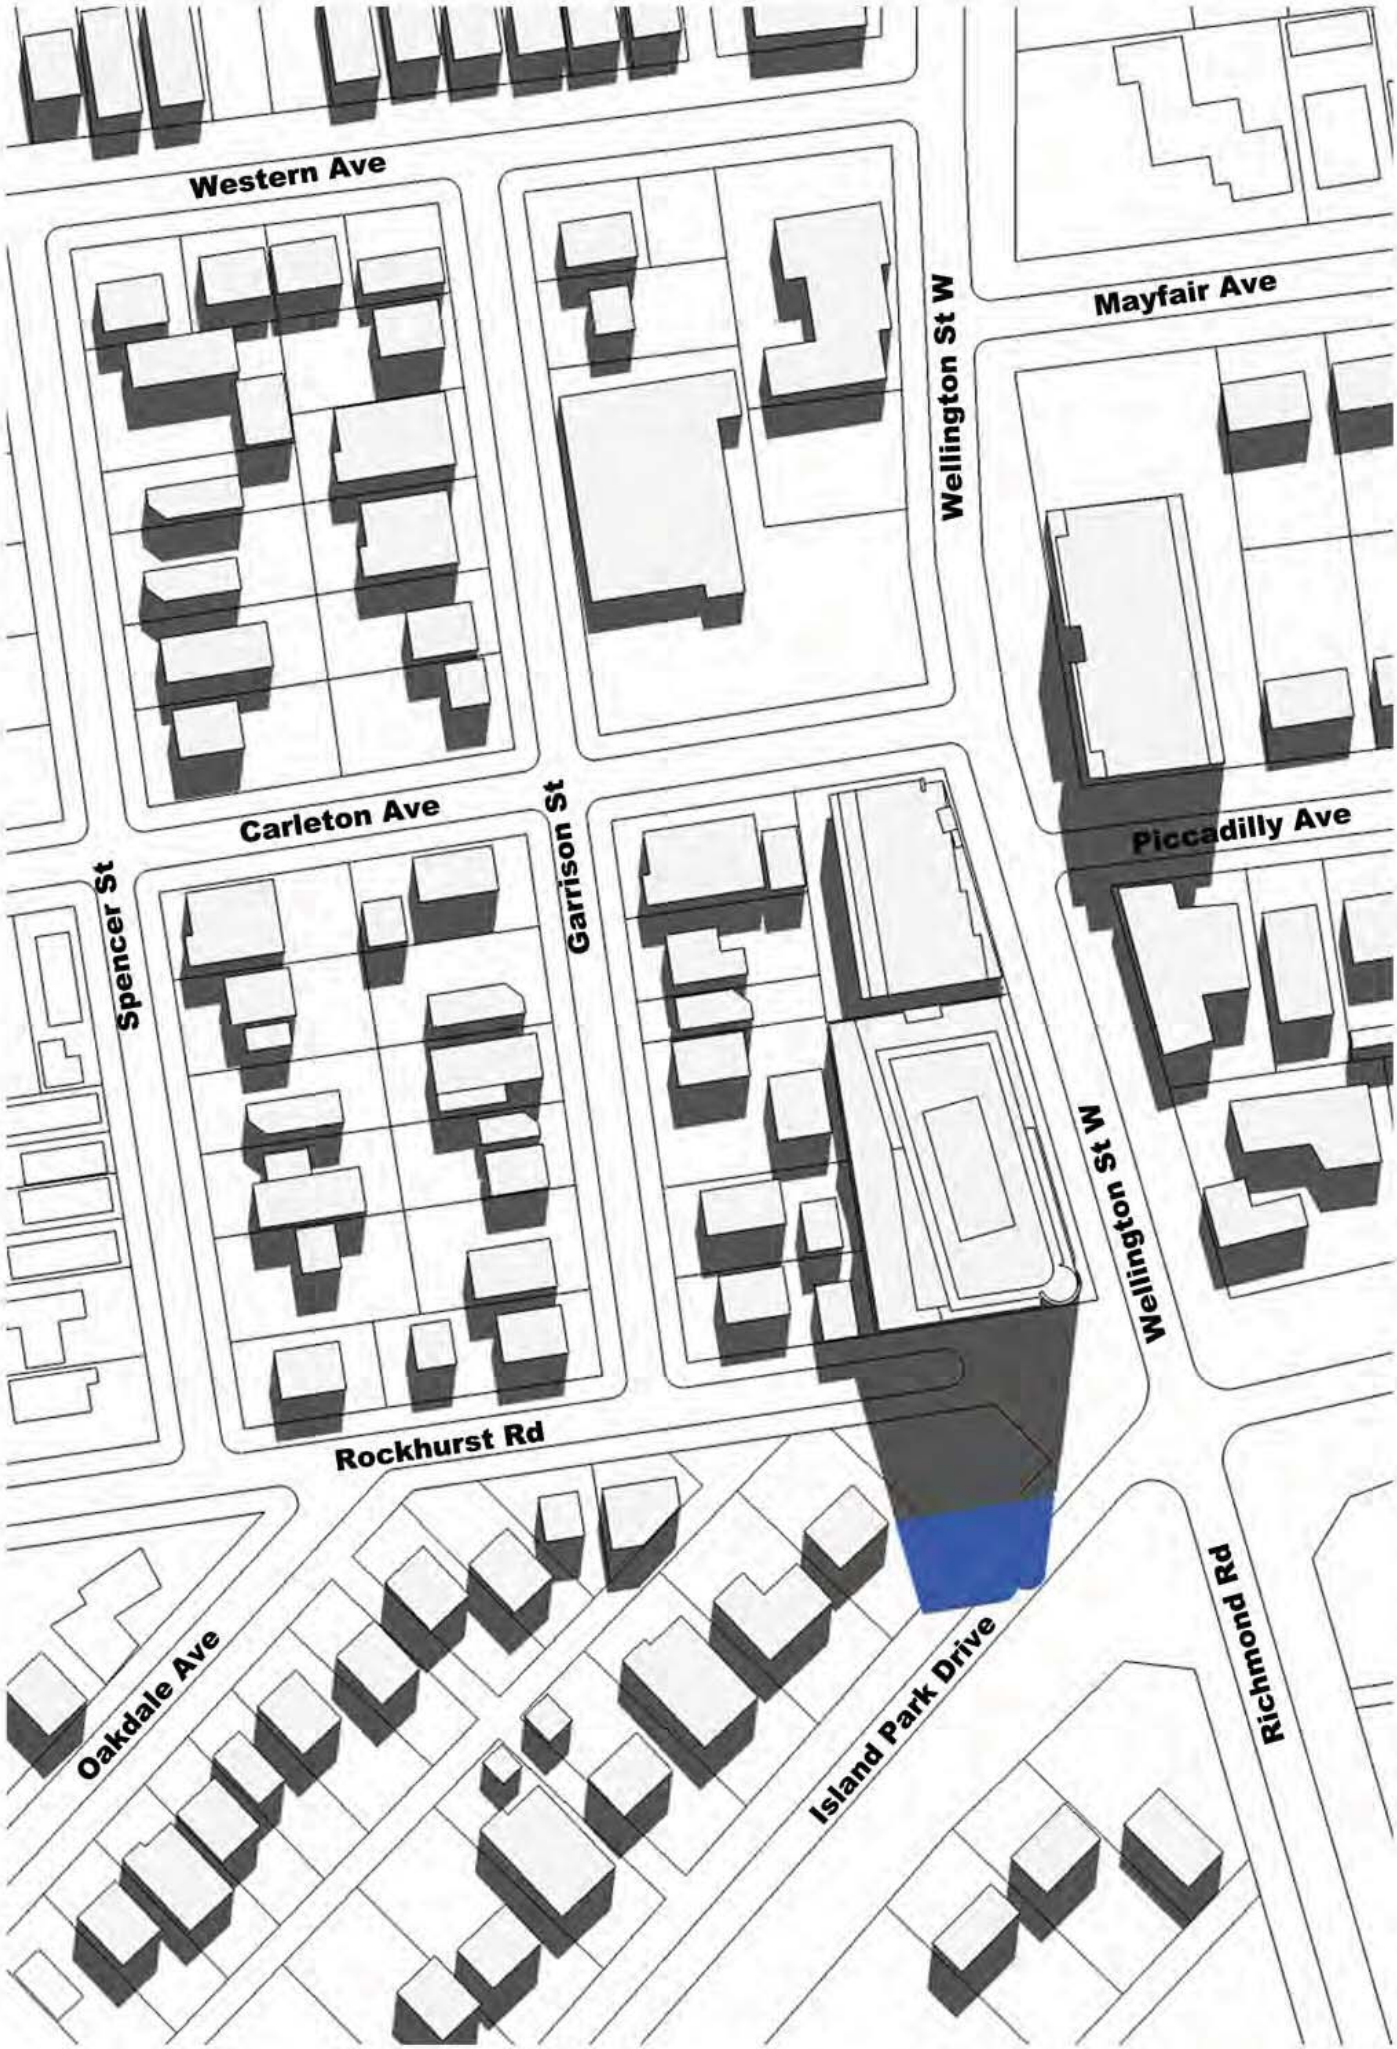 Western Ave
Mayfair Ave
Wellington St W
Carleton Ave
Garrison St
Piccadilly Ave
Spencer St
Wellington St W
Rockhurst Rd
Oakdale Ave
Island Park Drive
Richmond Rd